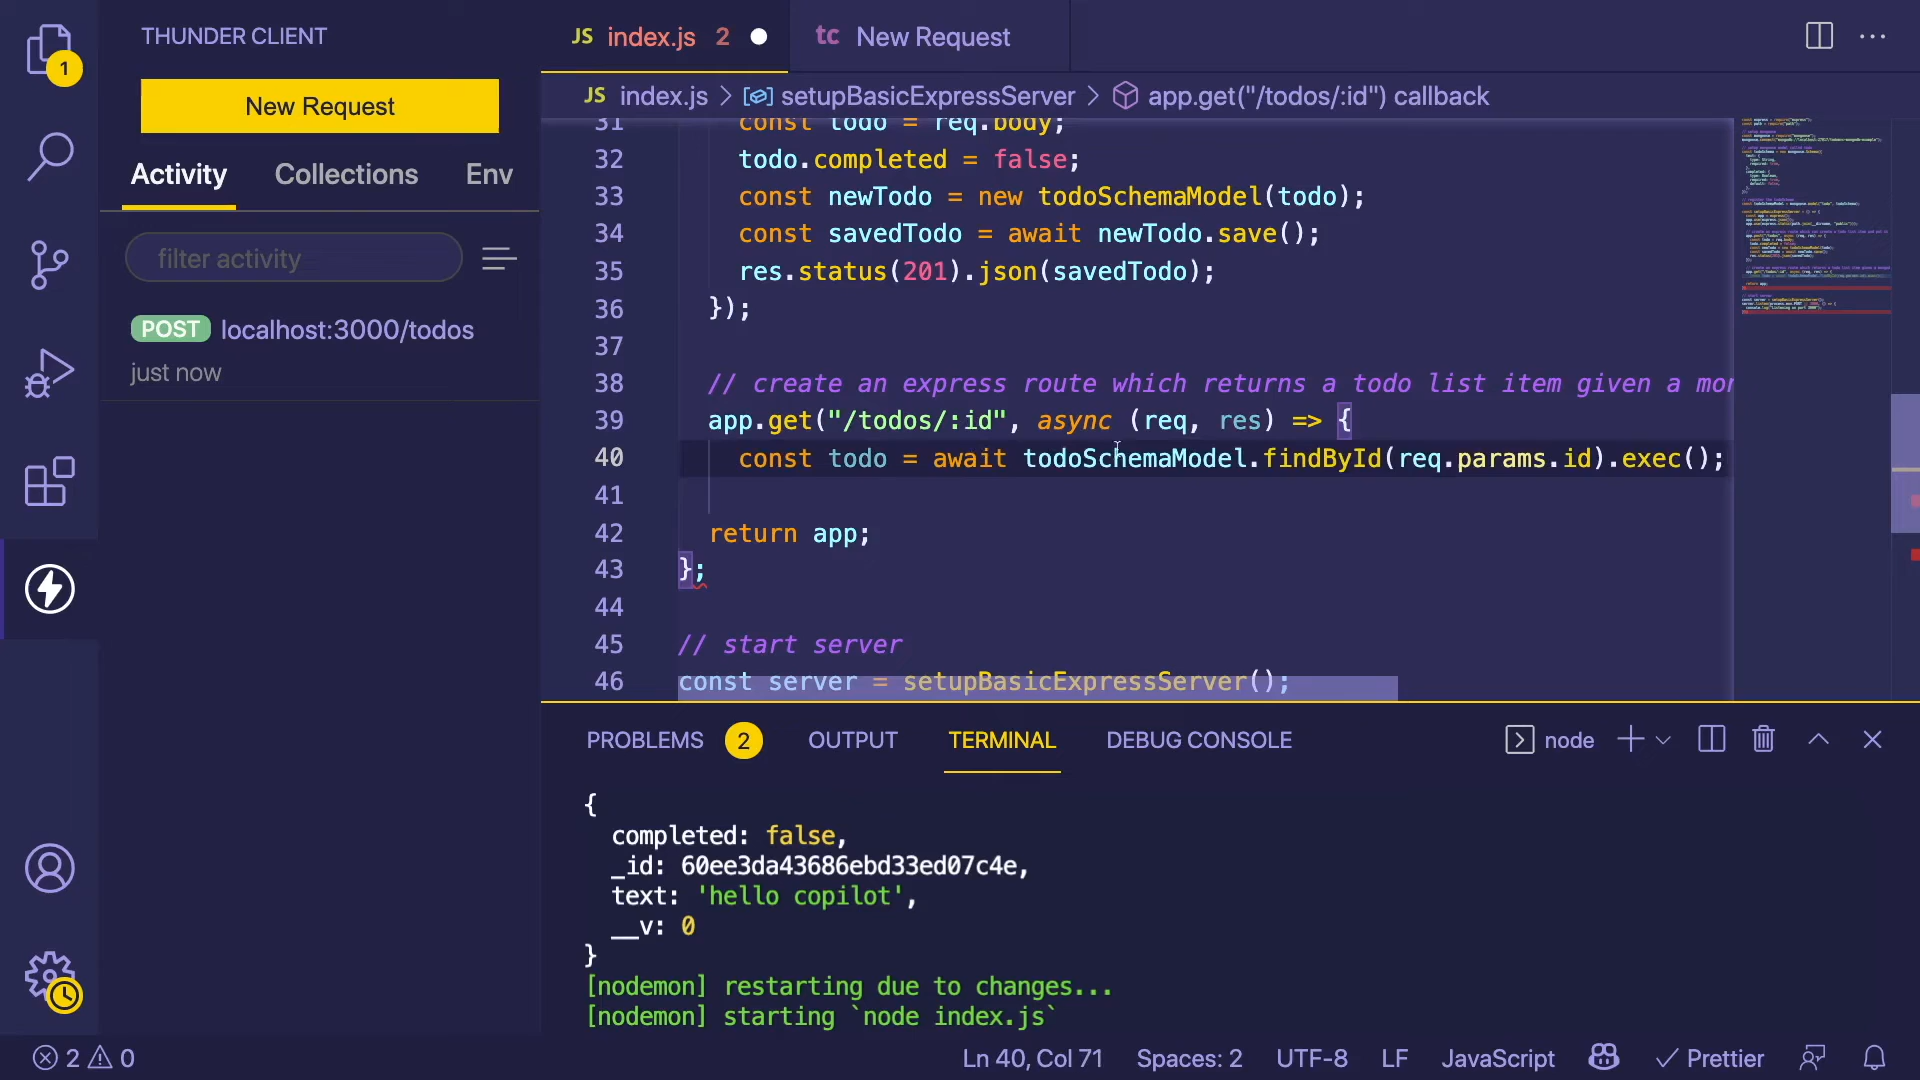 THUNDER CLIENT
New Request
Activity Collections Env
filter activity
POST localhost:3000/todos
just now
1
JS index.js 2
tc New Request
JS index.js > setupBasicExpressServer > app.get("/todos/:id") callback
31 const todo = req.body;
32 todo.completed = false;
33 const newTodo = new todoSchemaModel(todo);
34 const savedTodo = await newTodo.save();
35 res.status(201).json(savedTodo);
36 });
37
38 // create an express route which returns a todo list item given a mon
39 app.get("/todos/:id", async (req, res) => {
40 const todo = await todoSchemaModel.findById(req.params.id).exec();
41
42 return app;
43 };
44
45 // start server
46 const server = setupBasicExpressServer();
PROBLEMS 2 OUTPUT TERMINAL DEBUG CONSOLE
node
{
completed: false,
_id: 60ee3da43686ebd33ed07c4e,
text: 'hello copilot',
__v: 0
}
[nodemon] restarting due to changes...
[nodemon] starting `node index.js`
2 0
Ln 40, Col 71 Spaces: 2 UTF-8 LF JavaScript Prettier